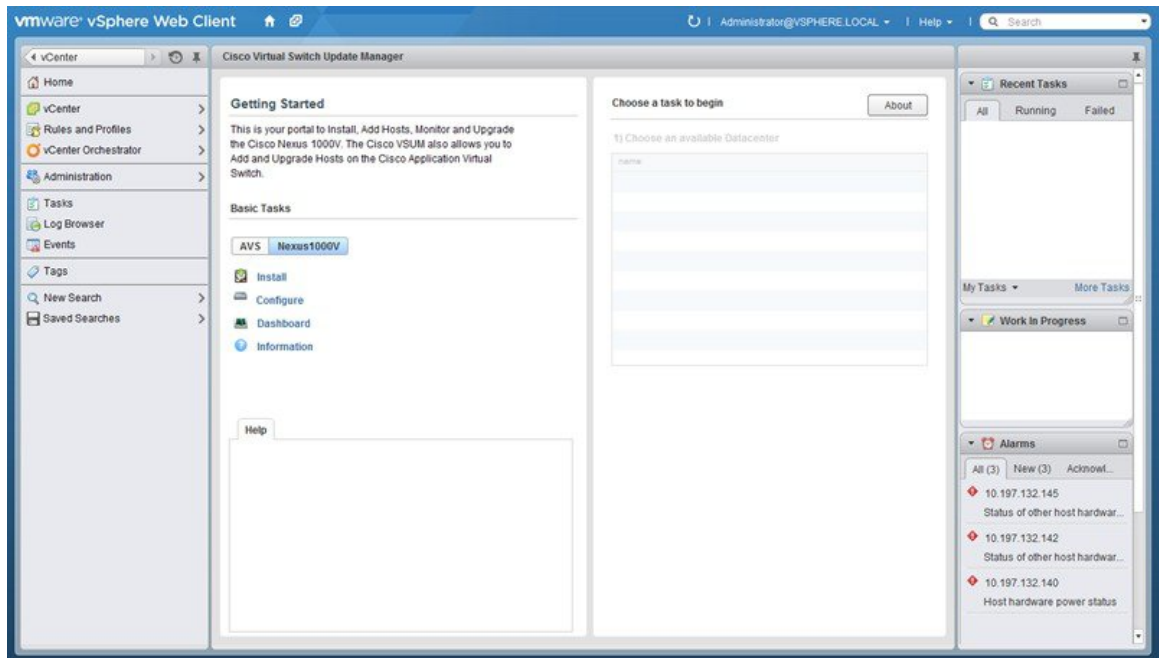 vmware® vSphere Web Client
Administrator@VSPHERE.LOCAL
Help
Search
vCenter
Home
vCenter
Rules and Profiles
vCenter Orchestrator
Administration
Tasks
Log Browser
Events
Tags
New Search
Saved Searches
Cisco Virtual Switch Update Manager
Getting Started
This is your portal to Install, Add Hosts, Monitor and Upgrade
the Cisco Nexus 1000V. The Cisco VSUM also allows you to
Add and Upgrade Hosts on the Cisco Application Virtual
Switch.
Basic Tasks
AVS Nexus1000V
Install
Configure
Dashboard
Information
Help
Choose a task to begin
About
1) Choose an available Datacenter
name
Recent Tasks
All Running Failed
My Tasks More Tasks
Work In Progress
Alarms
All (3) New (3) Acknowl...
10.197.132.145
Status of other host hardwar...
10.197.132.142
Status of other host hardwar...
10.197.132.140
Host hardware power status